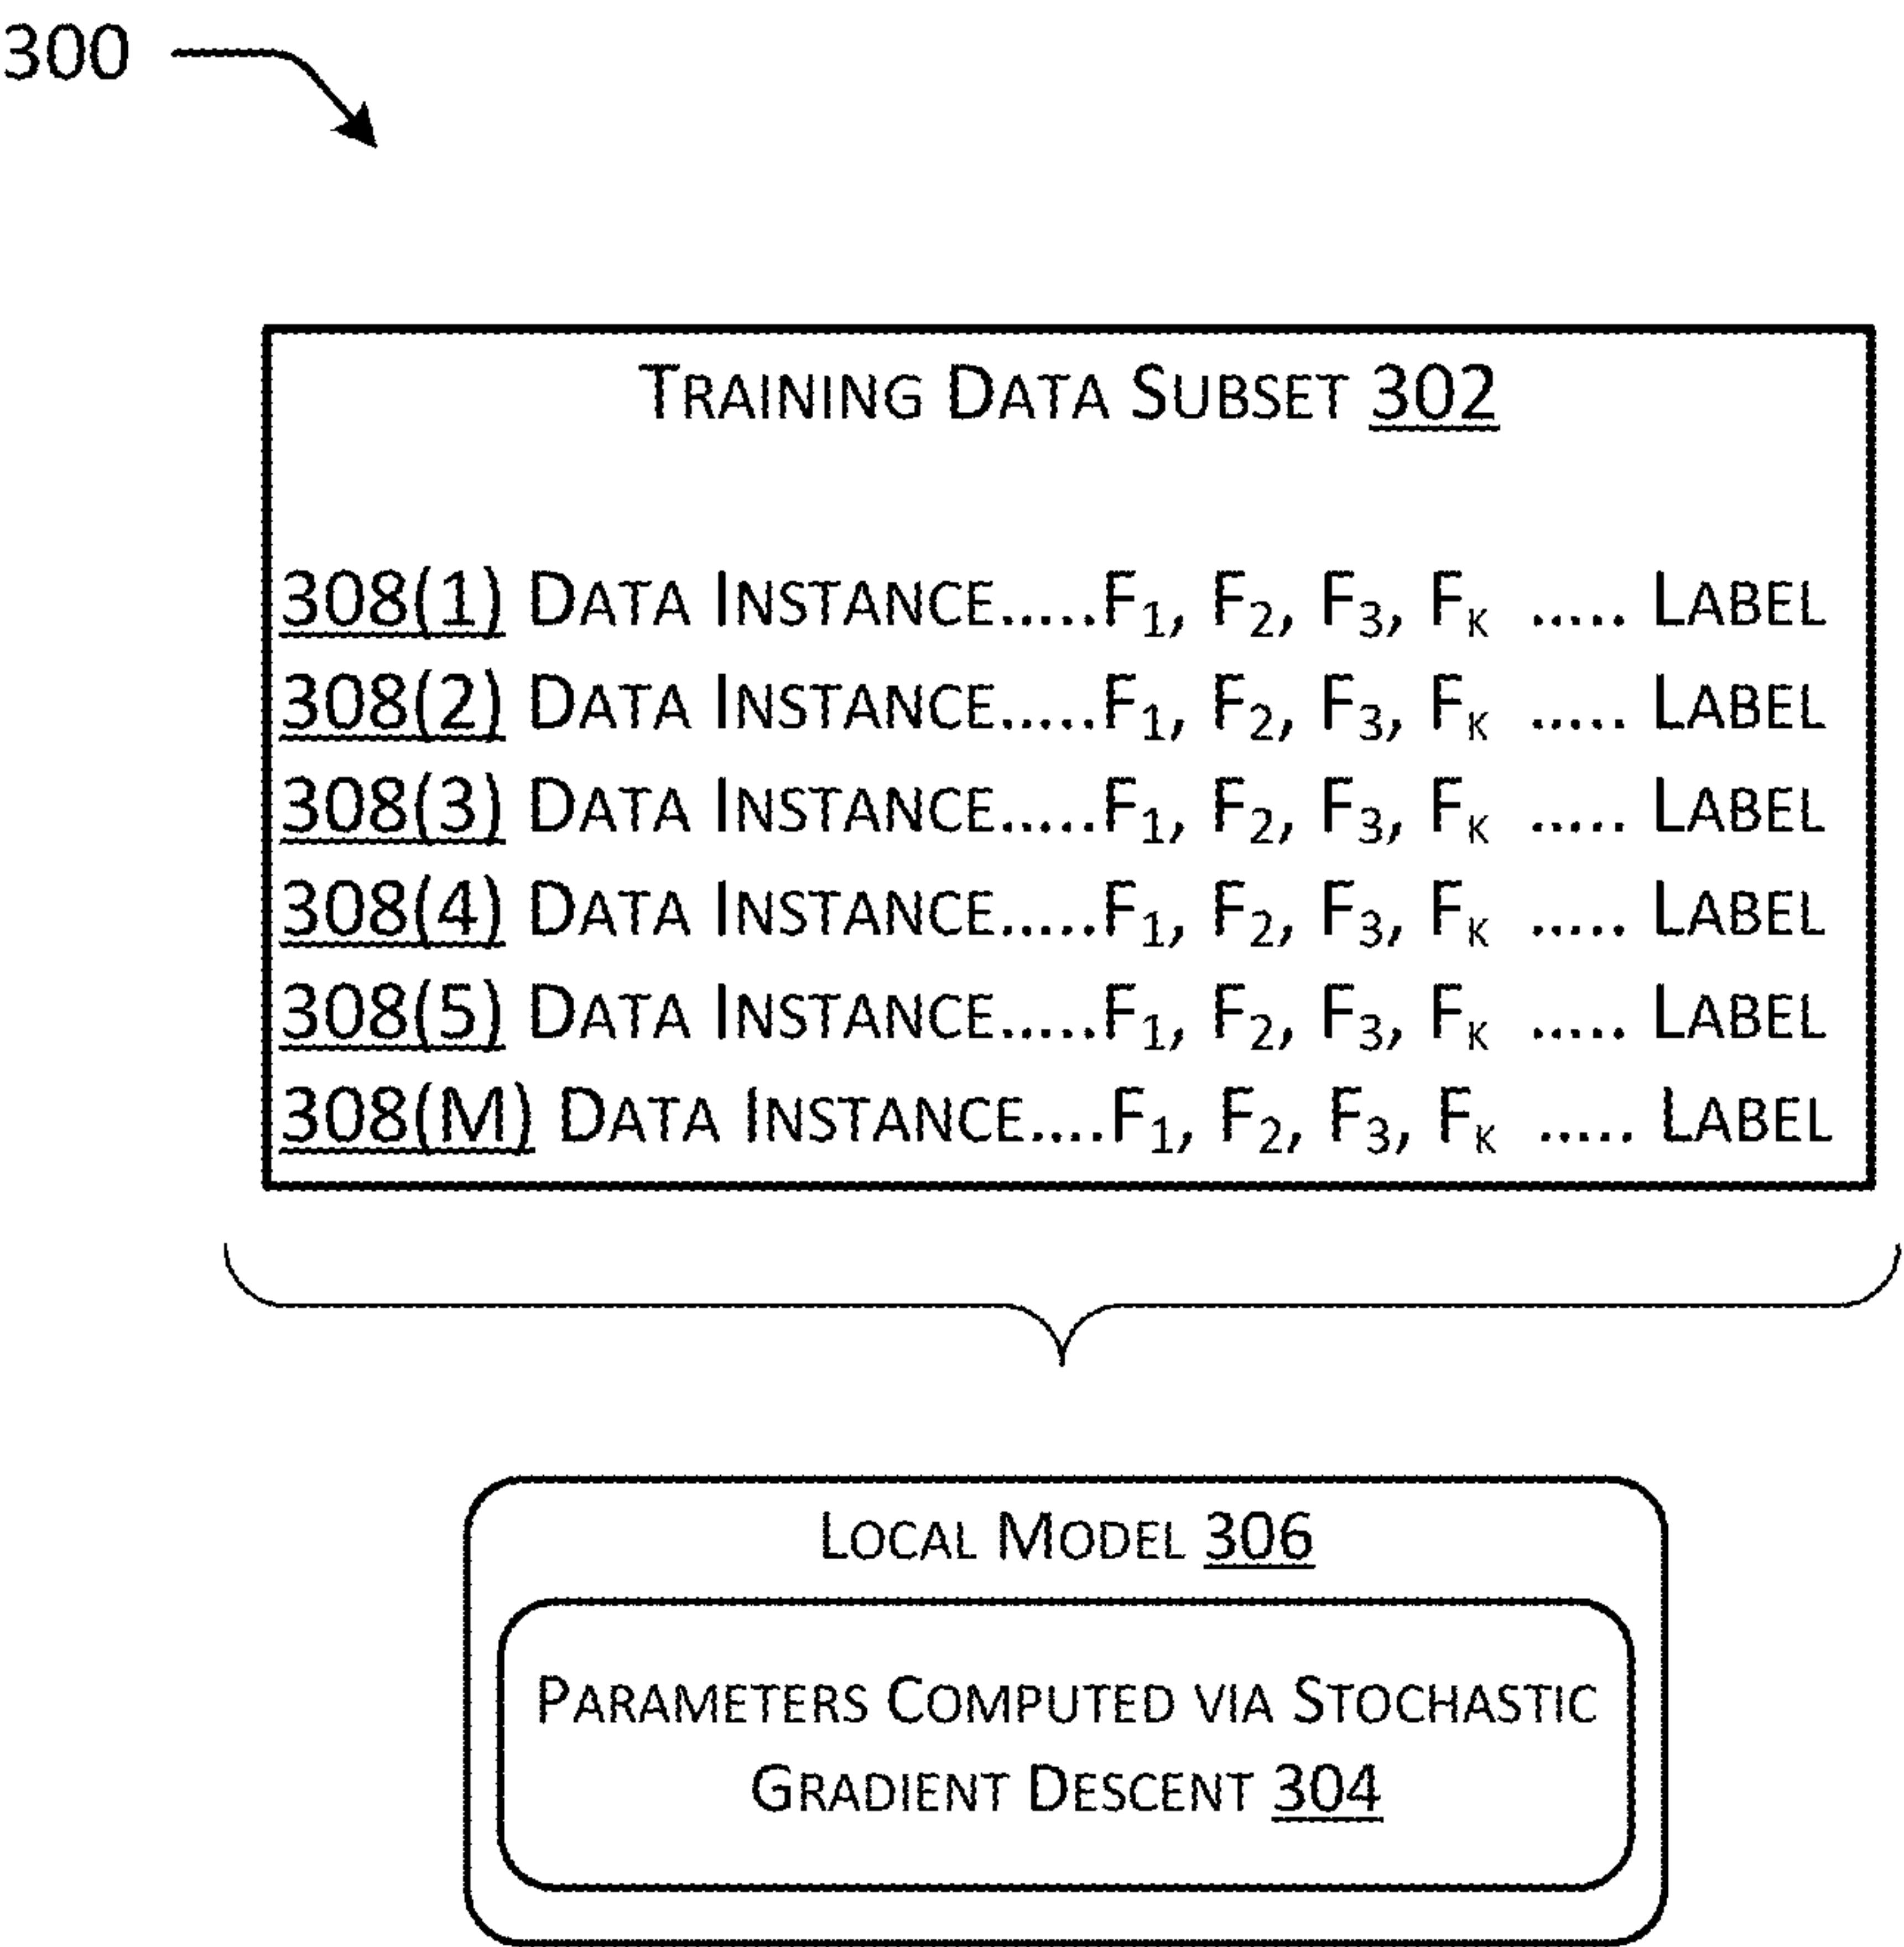 300
TRAINING DATA SUBSET 302
308(1) DATA INSTANCE.....F₁, F₂, F₃, Fₖ ..... LABEL
308(2) DATA INSTANCE.....F₁, F₂, F₃, Fₖ ..... LABEL
308(3) DATA INSTANCE.....F₁, F₂, F₃, Fₖ ..... LABEL
308(4) DATA INSTANCE.....F₁, F₂, F₃, Fₖ ..... LABEL
308(5) DATA INSTANCE.....F₁, F₂, F₃, Fₖ ..... LABEL
308(M) DATA INSTANCE....F₁, F₂, F₃, Fₖ ..... LABEL
LOCAL MODEL 306
PARAMETERS COMPUTED VIA STOCHASTIC
GRADIENT DESCENT 304